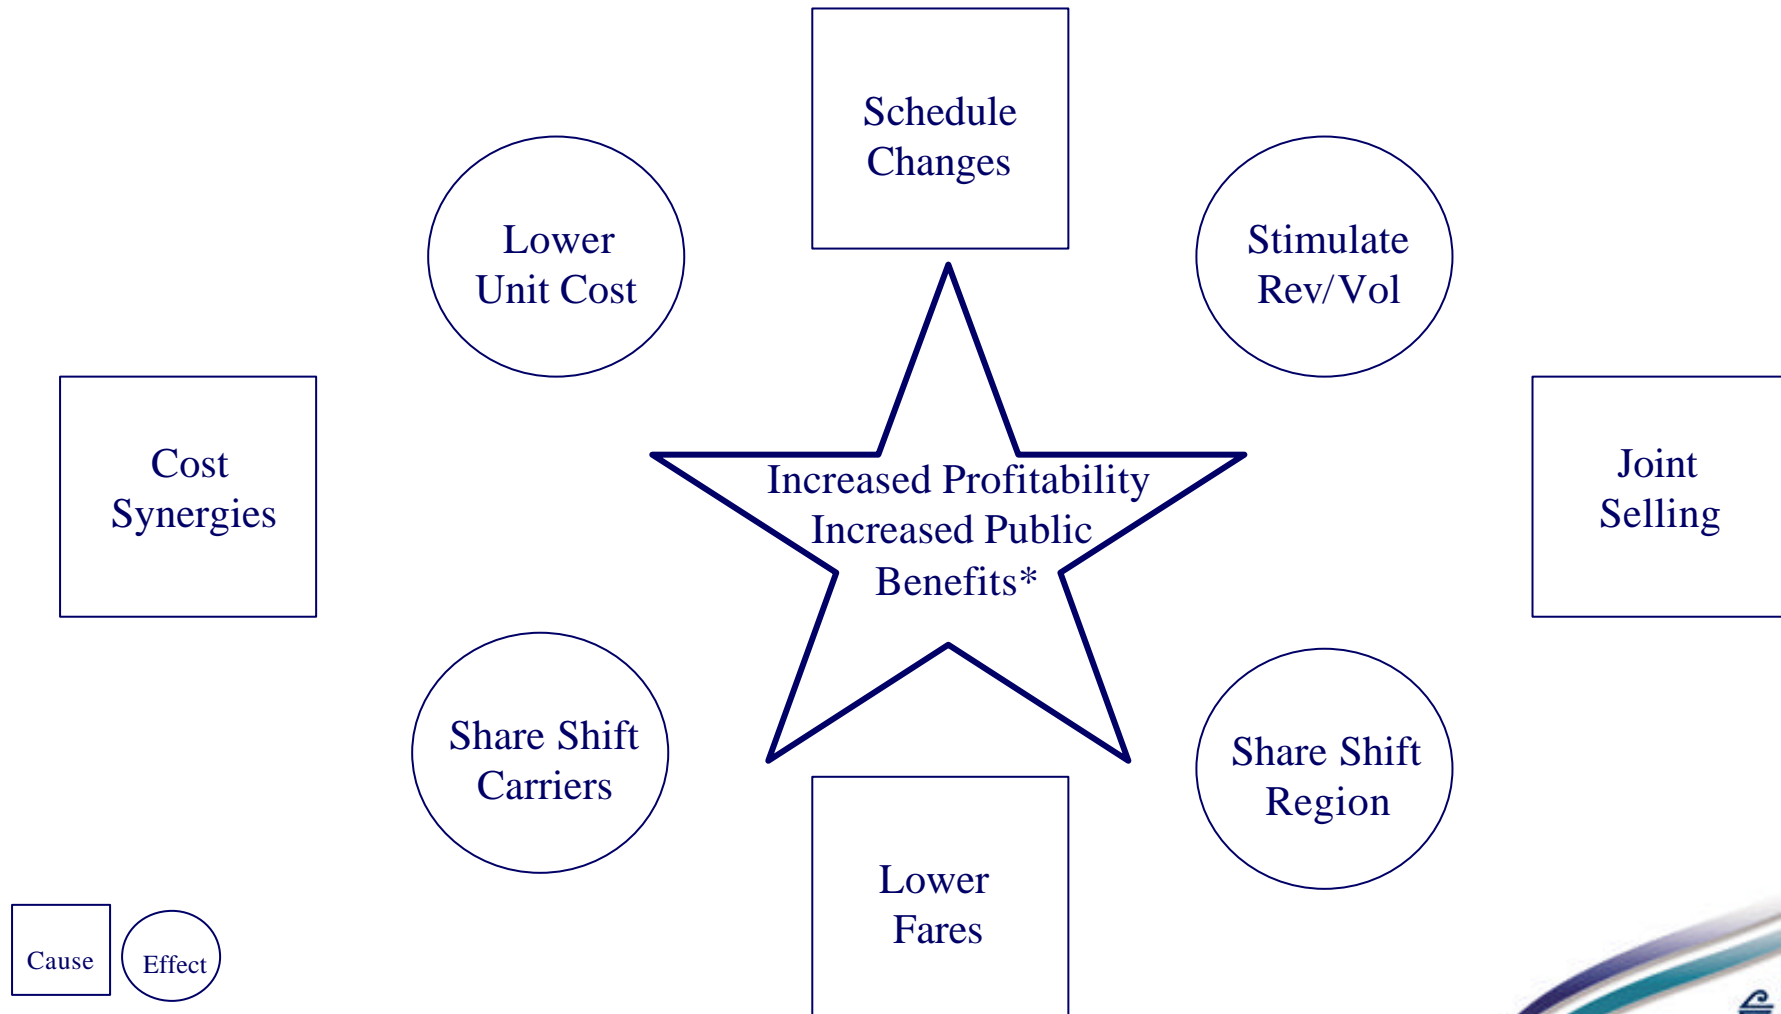 Schedule
Changes
Lower
Unit Cost
Stimulate
Rev/Vol
Cost
Synergies
Increased Profitability
Increased Public
Benefits*
Joint
Selling
Share Shift
Carriers
Share Shift
Region
Lower
Fares
Cause
Effect